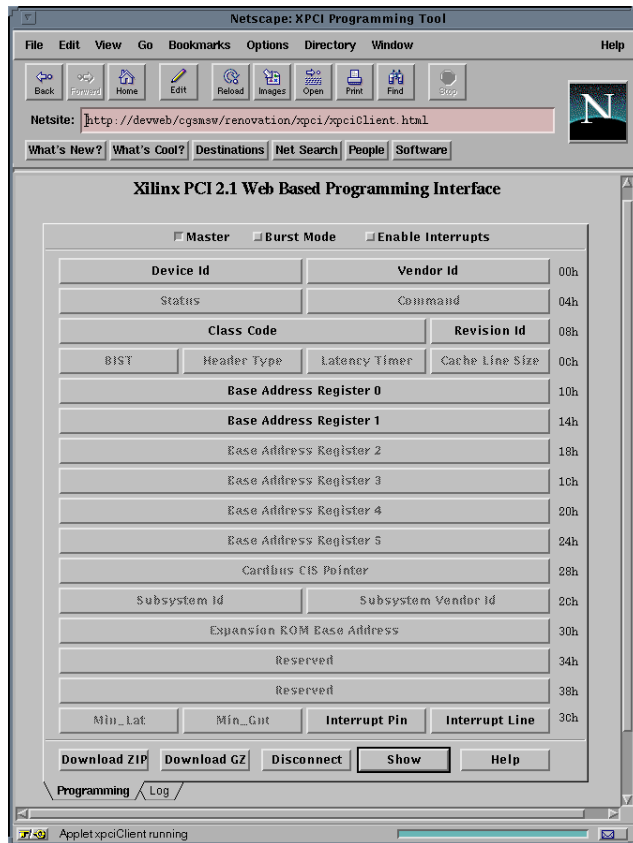 Netscape: XPCI Programming Tool
File Edit View Go Bookmarks Options Directory Window Help
Back Forward Home Edit Reload Images Open Print Find Stop
N
Netsite: http://devweb/cqsmsw/renovation/xpci/xpciClient.html
What's New? What's Cool? Destinations Net Search People Software
Xilinx PCI 2.1 Web Based Programming Interface
Master Burst Mode Enable Interrupts
Device Id Vendor Id 00h
Status Command 04h
Class Code Revision Id 08h
BIST Header Type Latency Timer Cache Line Size 0ch
Base Address Register 0 10h
Base Address Register 1 14h
Base Address Register 2 18h
Base Address Register 3 1ch
Base Address Register 4 20h
Base Address Register 5 24h
Cardbus CIS Pointer 28h
Subsystem Id Subsystem Vendor Id 2ch
Expansion ROM Base Address 30h
Reserved 34h
Reserved 38h
Min_Lat Min_Gnt Interrupt Pin Interrupt Line 3ch
Download ZIP Download GZ Disconnect Show Help
Programming Log
Applet xpciClient running